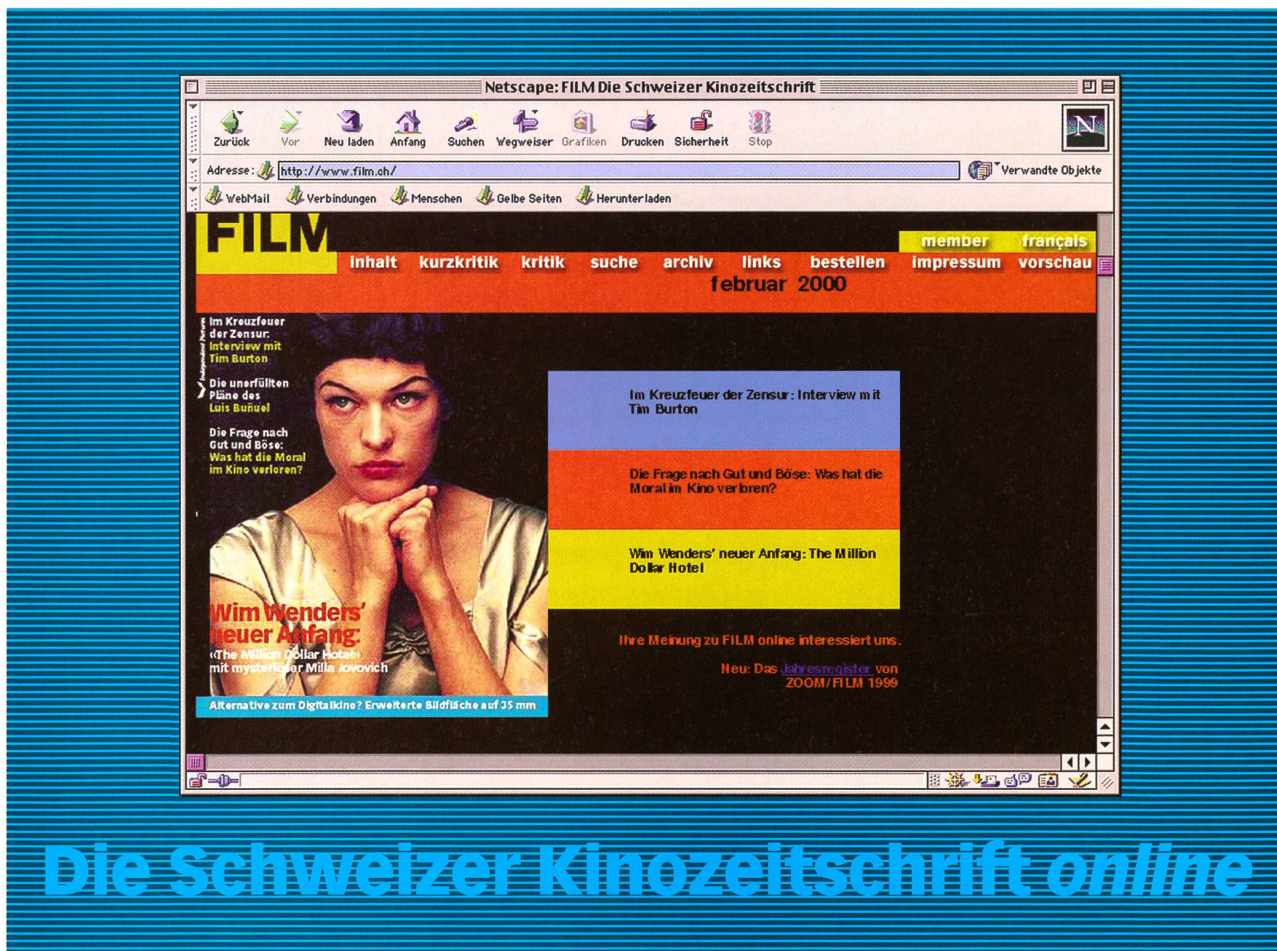 Netscape: FILM Die Schweizer Kinozeitschrift
Zurück Vor Neu laden Anfang Suchen Wegweiser Grafiken Drucken Sicherheit Stop
N
Adresse: http://www.film.ch/ Verwandte Objekte
WebMail Verbindungen Menschen Gelbe Seiten Herunterladen
FILM
member français
inhalt kurzkritik kritik suche archiv links bestellen impressum vorschau
februar 2000
Im Kreuzfeuer
der Zensur:
Interview mit
Tim Burton
Die unerfüllten
Pläne des
Luis Buñuel
Die Frage nach
Gut und Böse:
Was hat die Moral
im Kino verloren?
Wim Wenders'
neuer Anfang:
«The Million Dollar Hotel»
mit mysteriöser Milla Jovovich
Alternative zum Digitalkino? Erweiterte Bildfläche auf 35 mm
Im Kreuzfeuer der Zensur: Interview mit
Tim Burton
Die Frage nach Gut und Böse: Was hat die
Moral im Kino verloren?
Wim Wenders' neuer Anfang: The Million
Dollar Hotel
Ihre Meinung zu FILM online interessiert uns.
Neu: Das Jahresregister von
ZOOM/FILM 1999
Die Schweizer Kinozeitschrift online